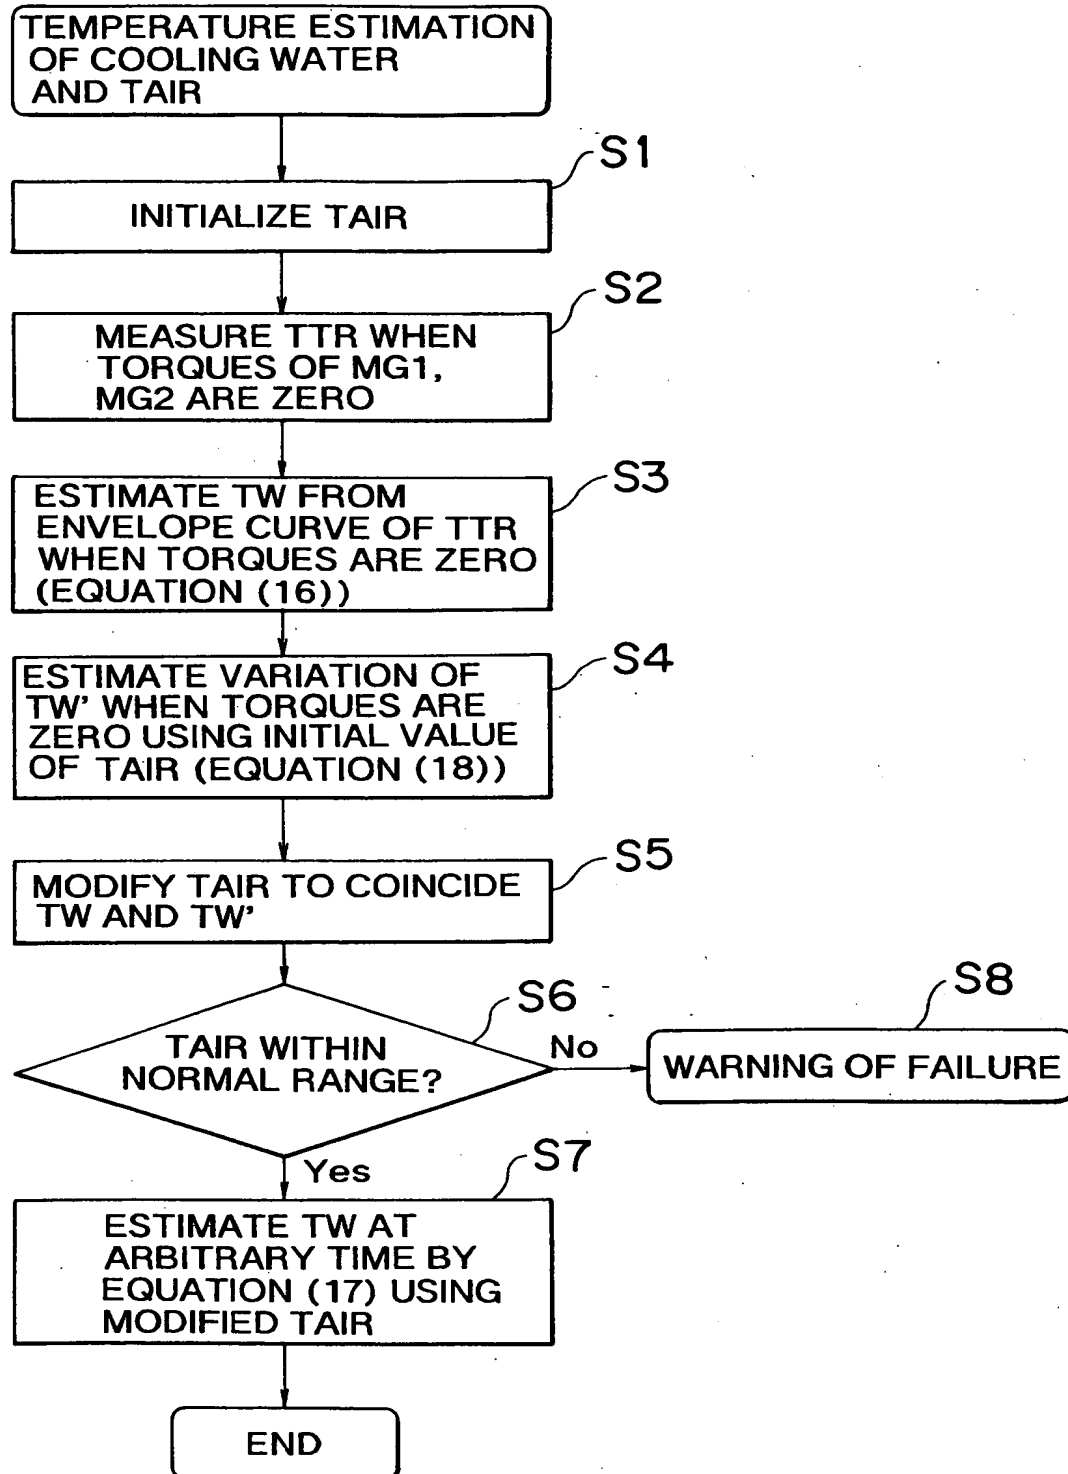 TEMPERATURE ESTIMATION
OF COOLING WATER
AND TAIR
S1
INITIALIZE TAIR
S2
MEASURE TTR WHEN
TORQUES OF MG1,
MG2 ARE ZERO
S3
ESTIMATE TW FROM
ENVELOPE CURVE OF TTR
WHEN TORQUES ARE ZERO
(EQUATION (16))
S4
ESTIMATE VARIATION OF
TW' WHEN TORQUES ARE
ZERO USING INITIAL VALUE
OF TAIR (EQUATION (18))
S5
MODIFY TAIR TO COINCIDE
TW AND TW'
S6
TAIR WITHIN
NORMAL RANGE?
No
S8
WARNING OF FAILURE
Yes
S7
ESTIMATE TW AT
ARBITRARY TIME BY
EQUATION (17) USING
MODIFIED TAIR
END